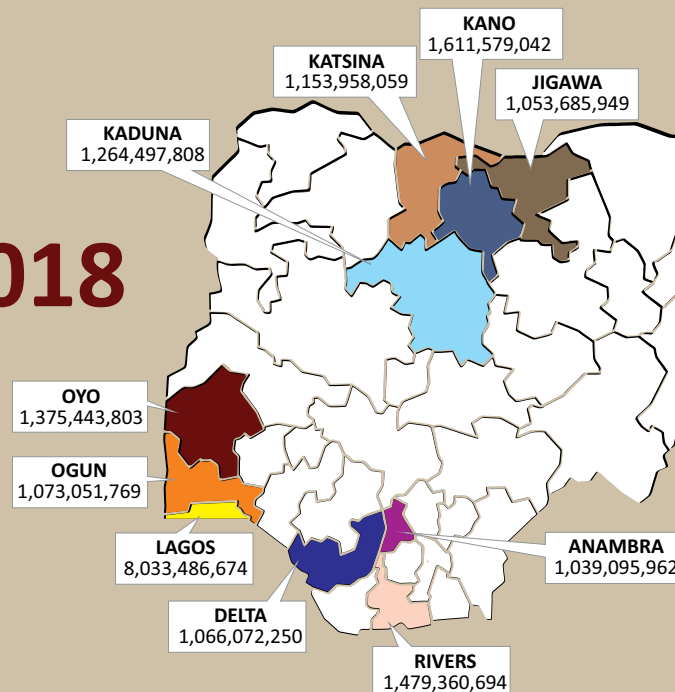 KANO
1,611,579,042
KATSINA
1,153,958,059
JIGAWA
1,053,685,949
KADUNA
1,264,497,808
018
OYO
1,375,443,803
OGUN
1,073,051,769
LAGOS
8,033,486,674
ANAMBRA
1,039,095,962
DELTA
1,066,072,250
RIVERS
1,479,360,694